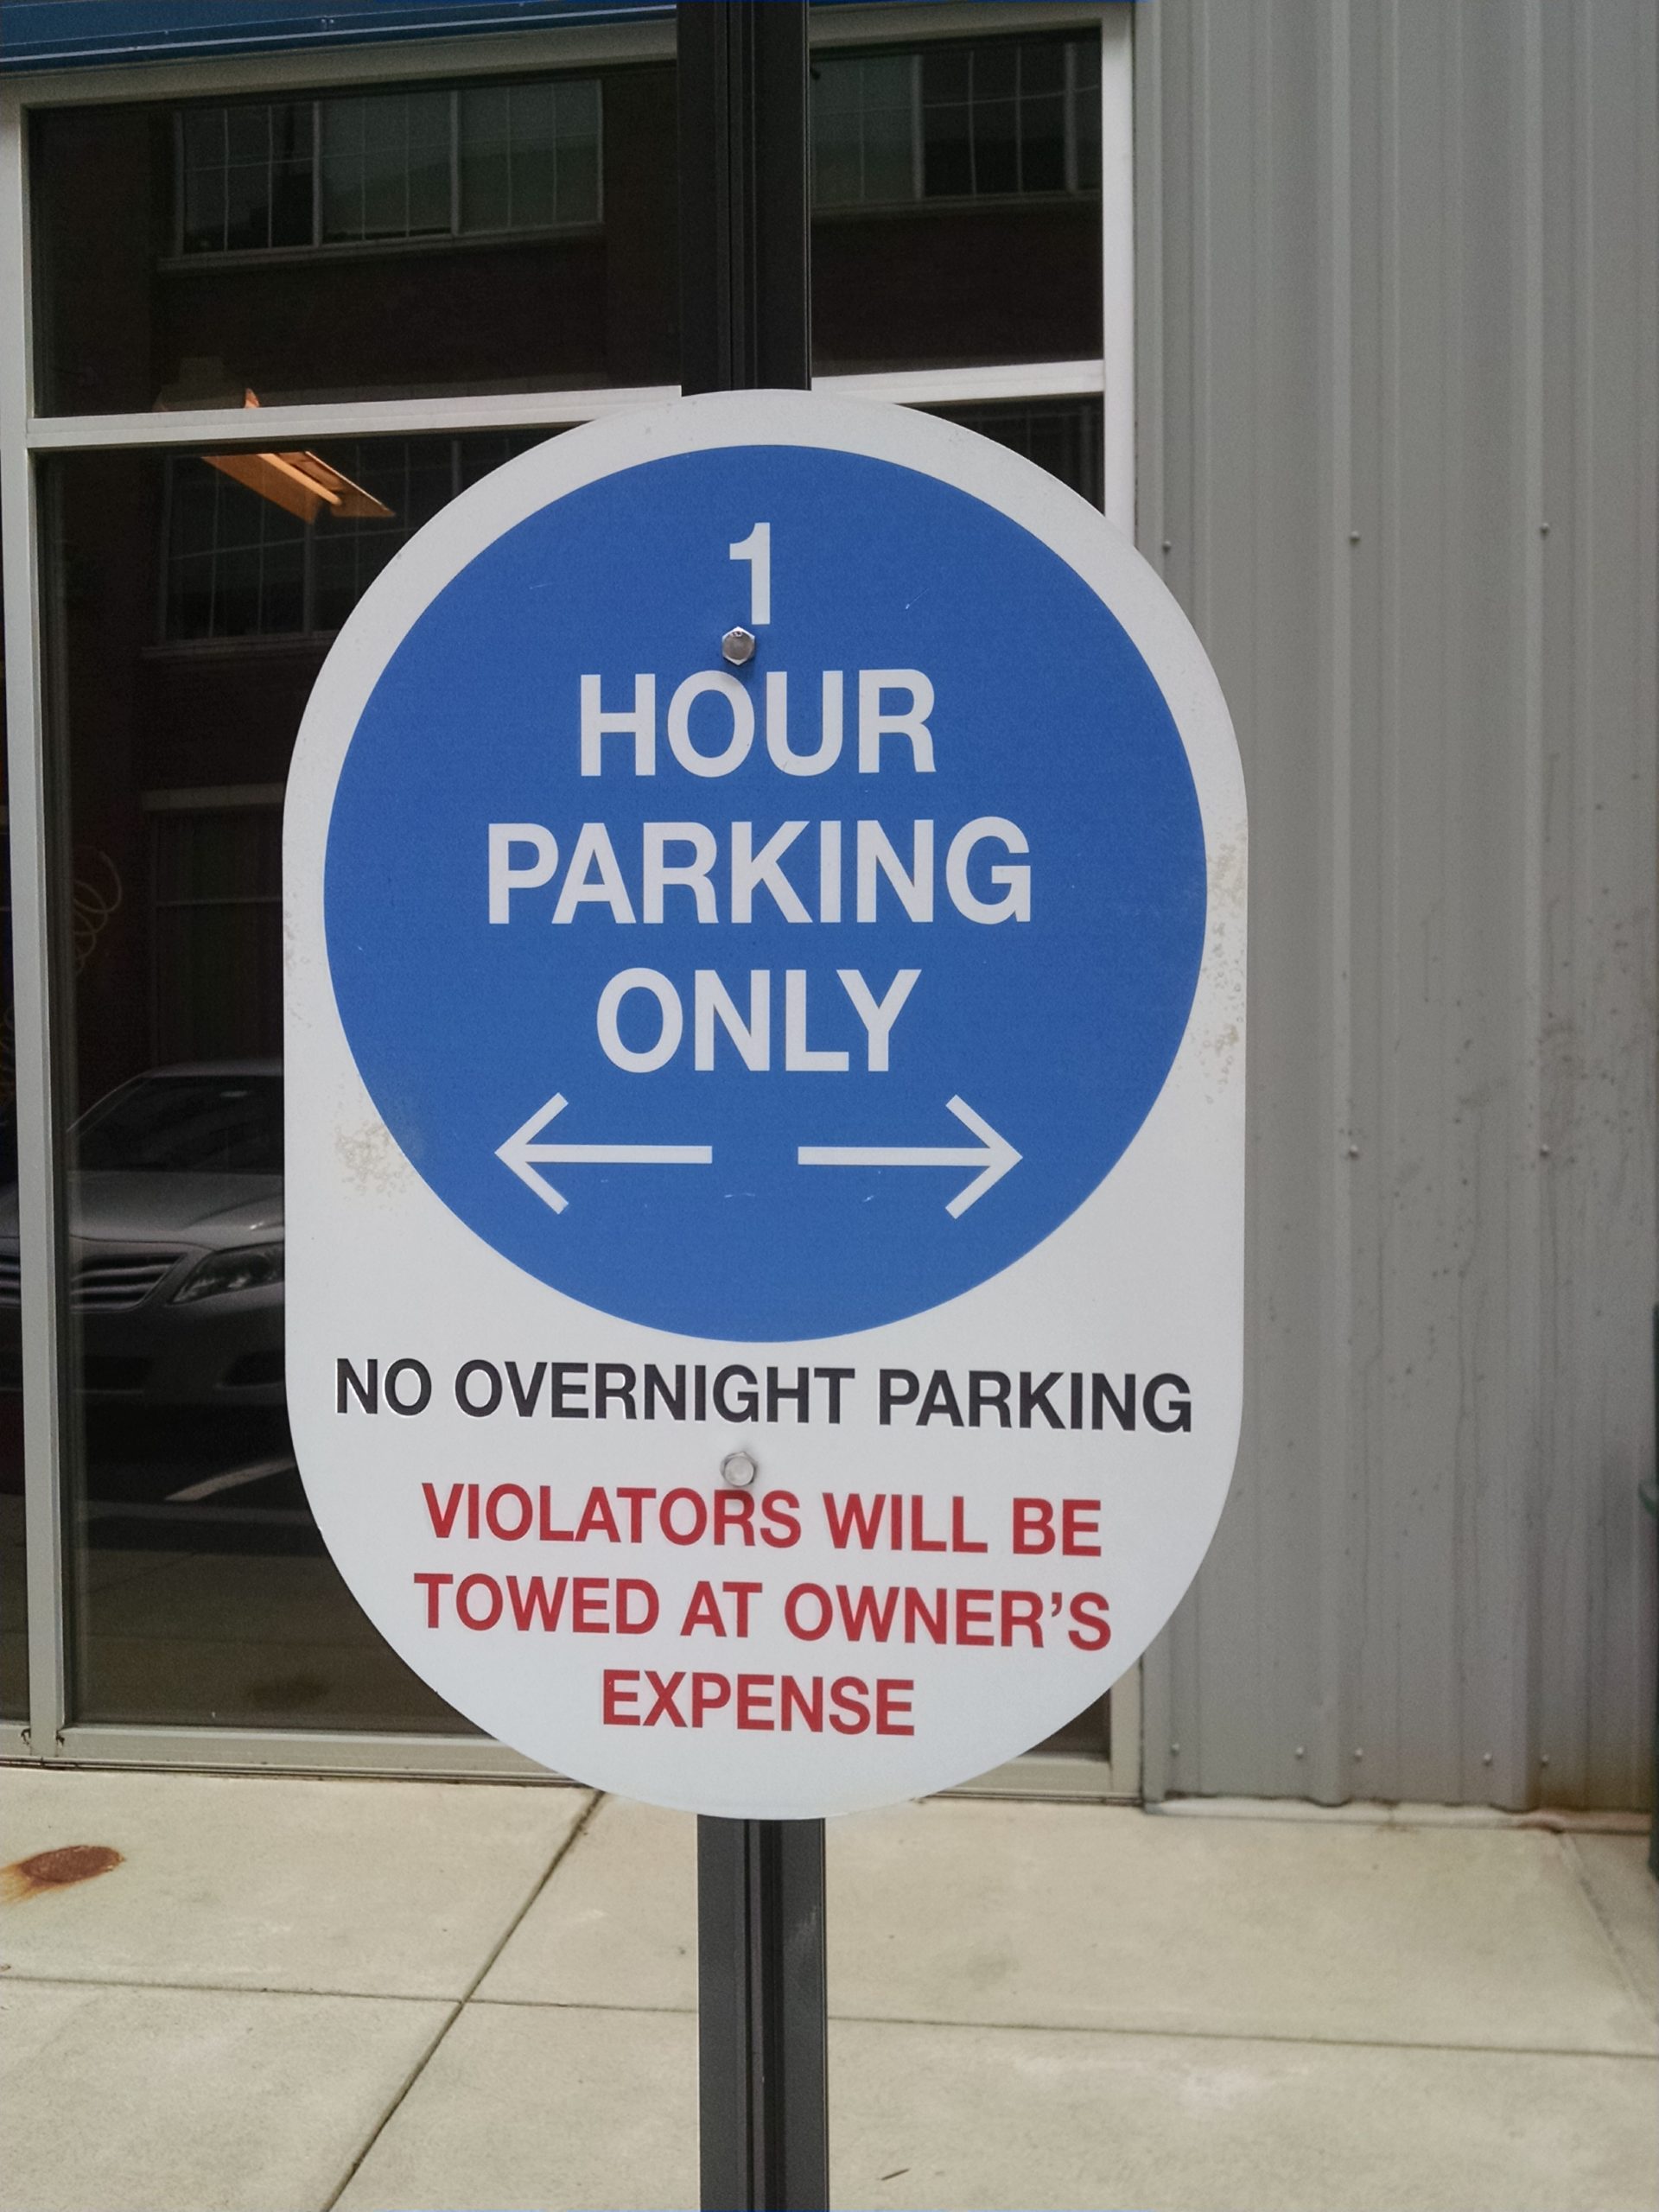 1
HOUR
PARKING
ONLY
NO OVERNIGHT PARKING
VIOLATORS WILL BE
TOWED AT OWNER’S
EXPENSE